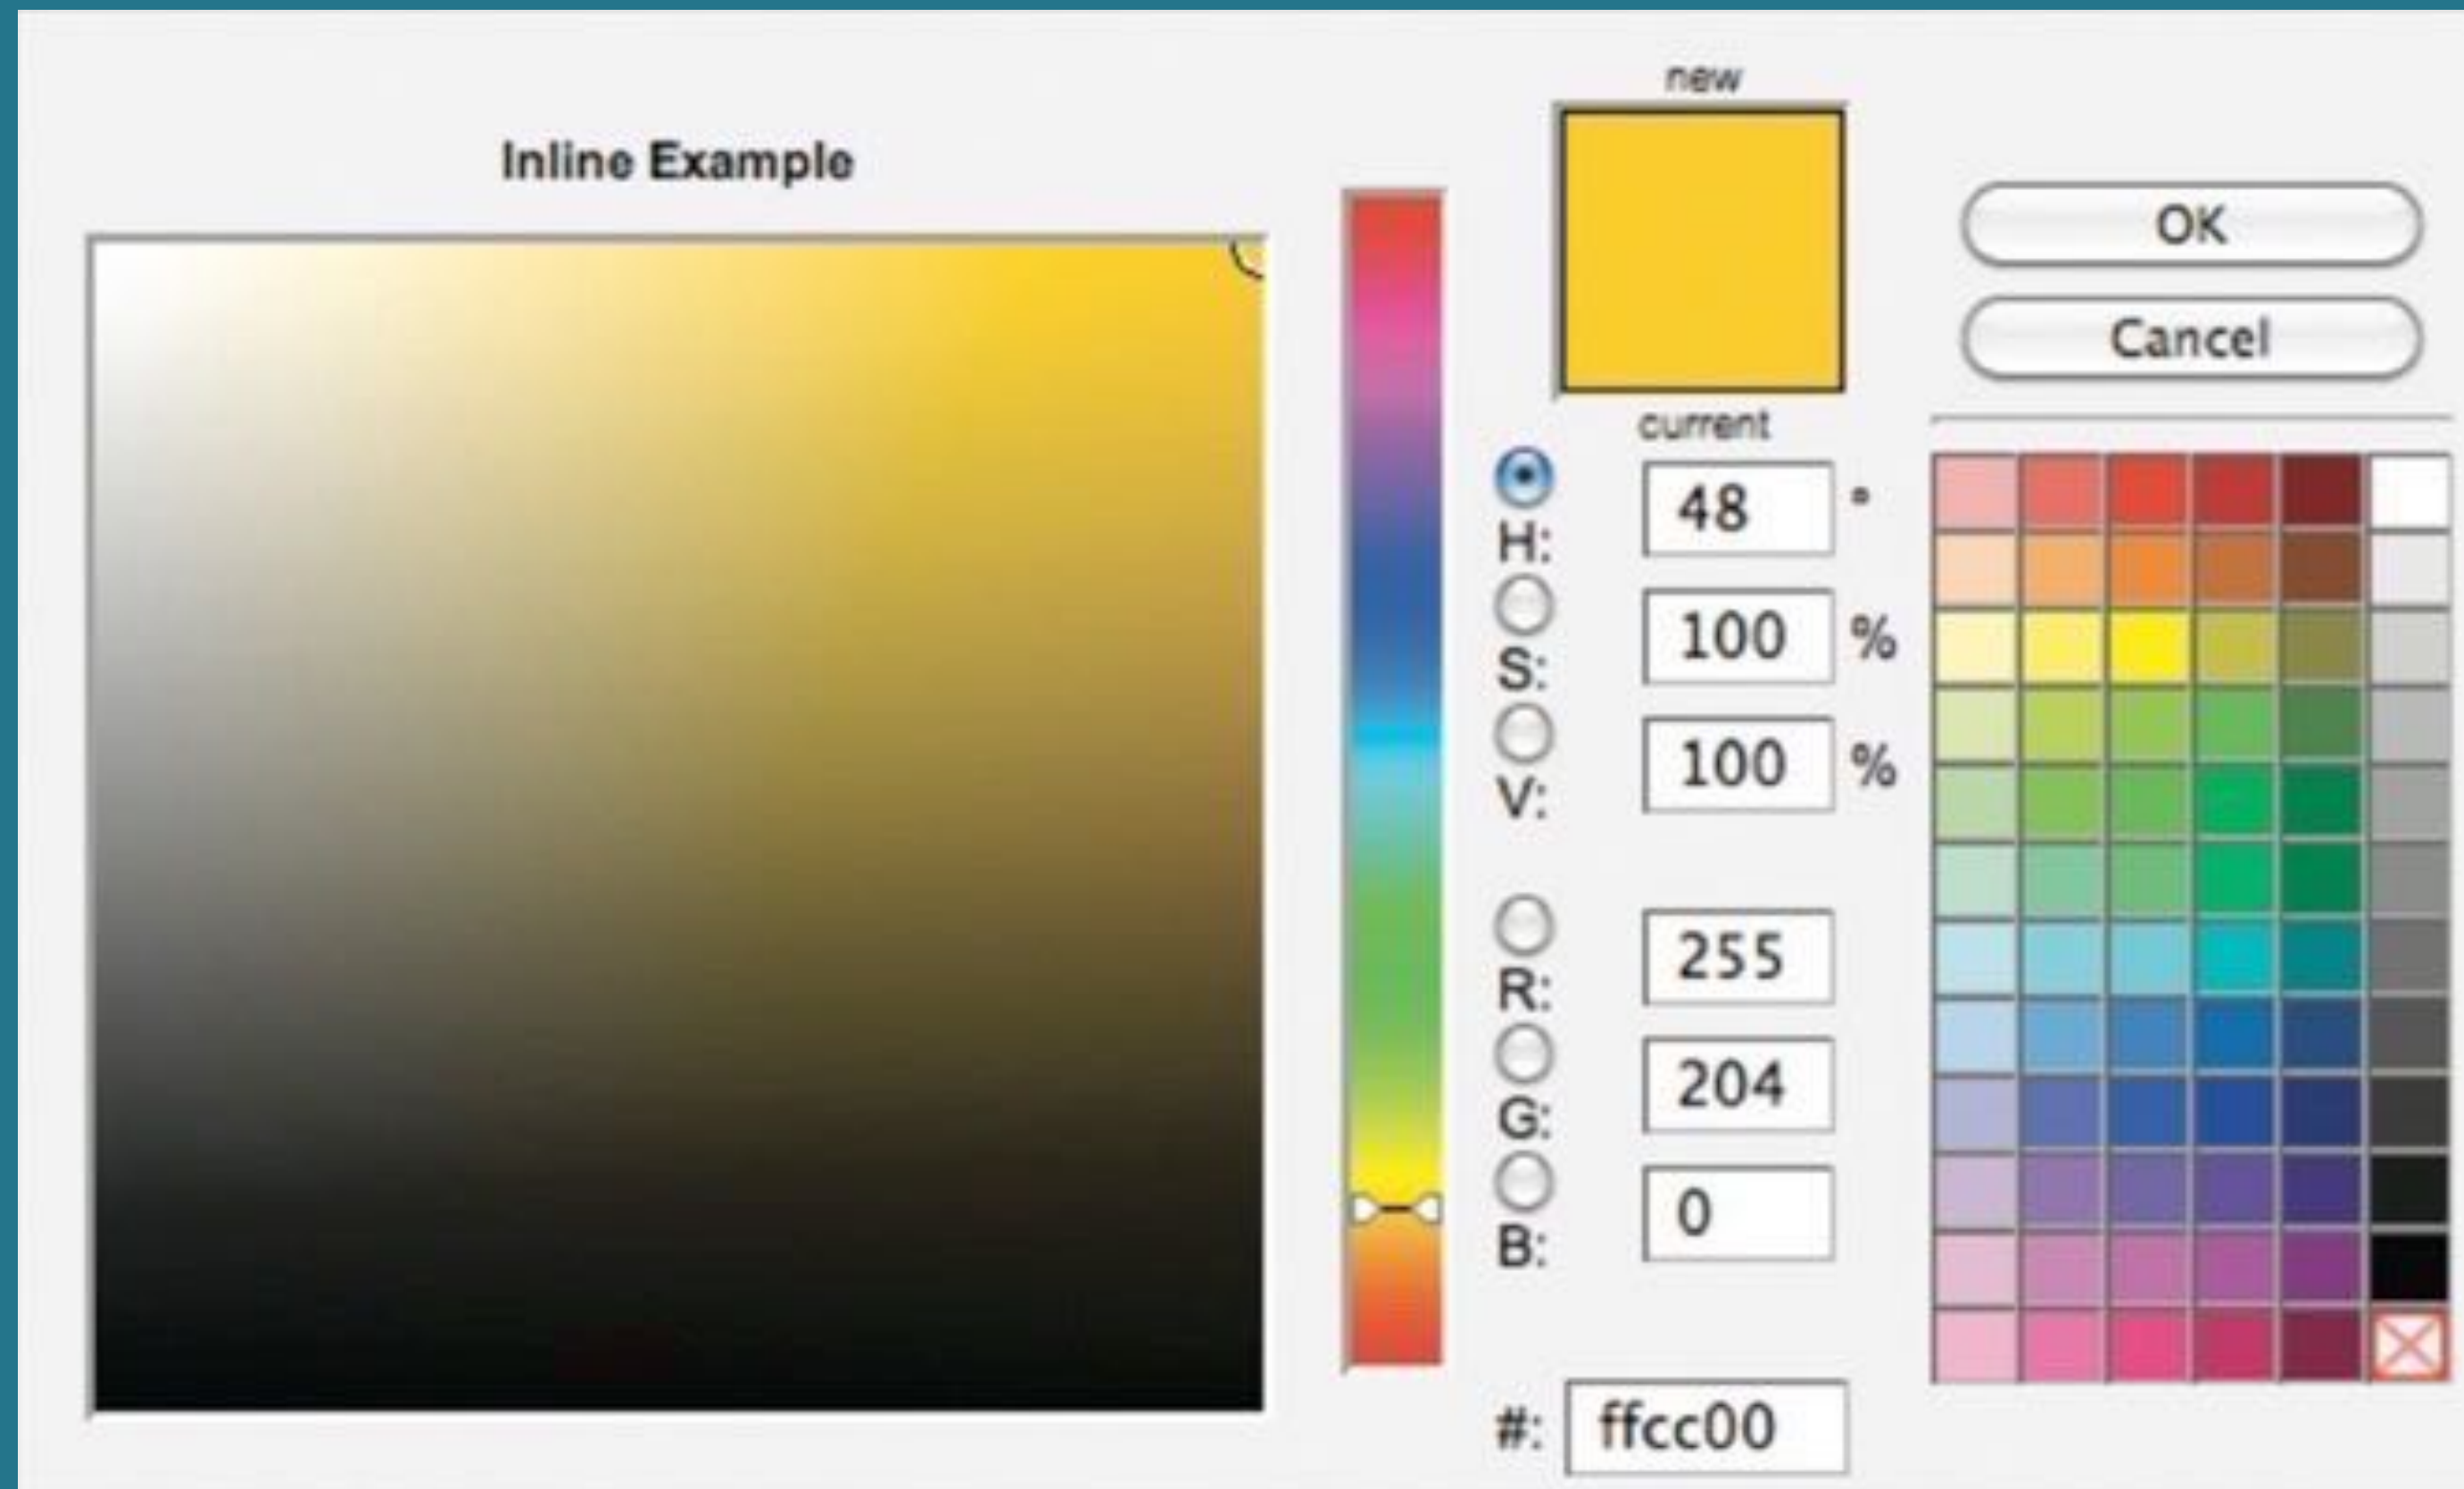 Inline Example
new
current
OK
Cancel
H: 48 °
S: 100 %
V: 100 %
R: 255
G: 204
B: 0
#: ffcc00